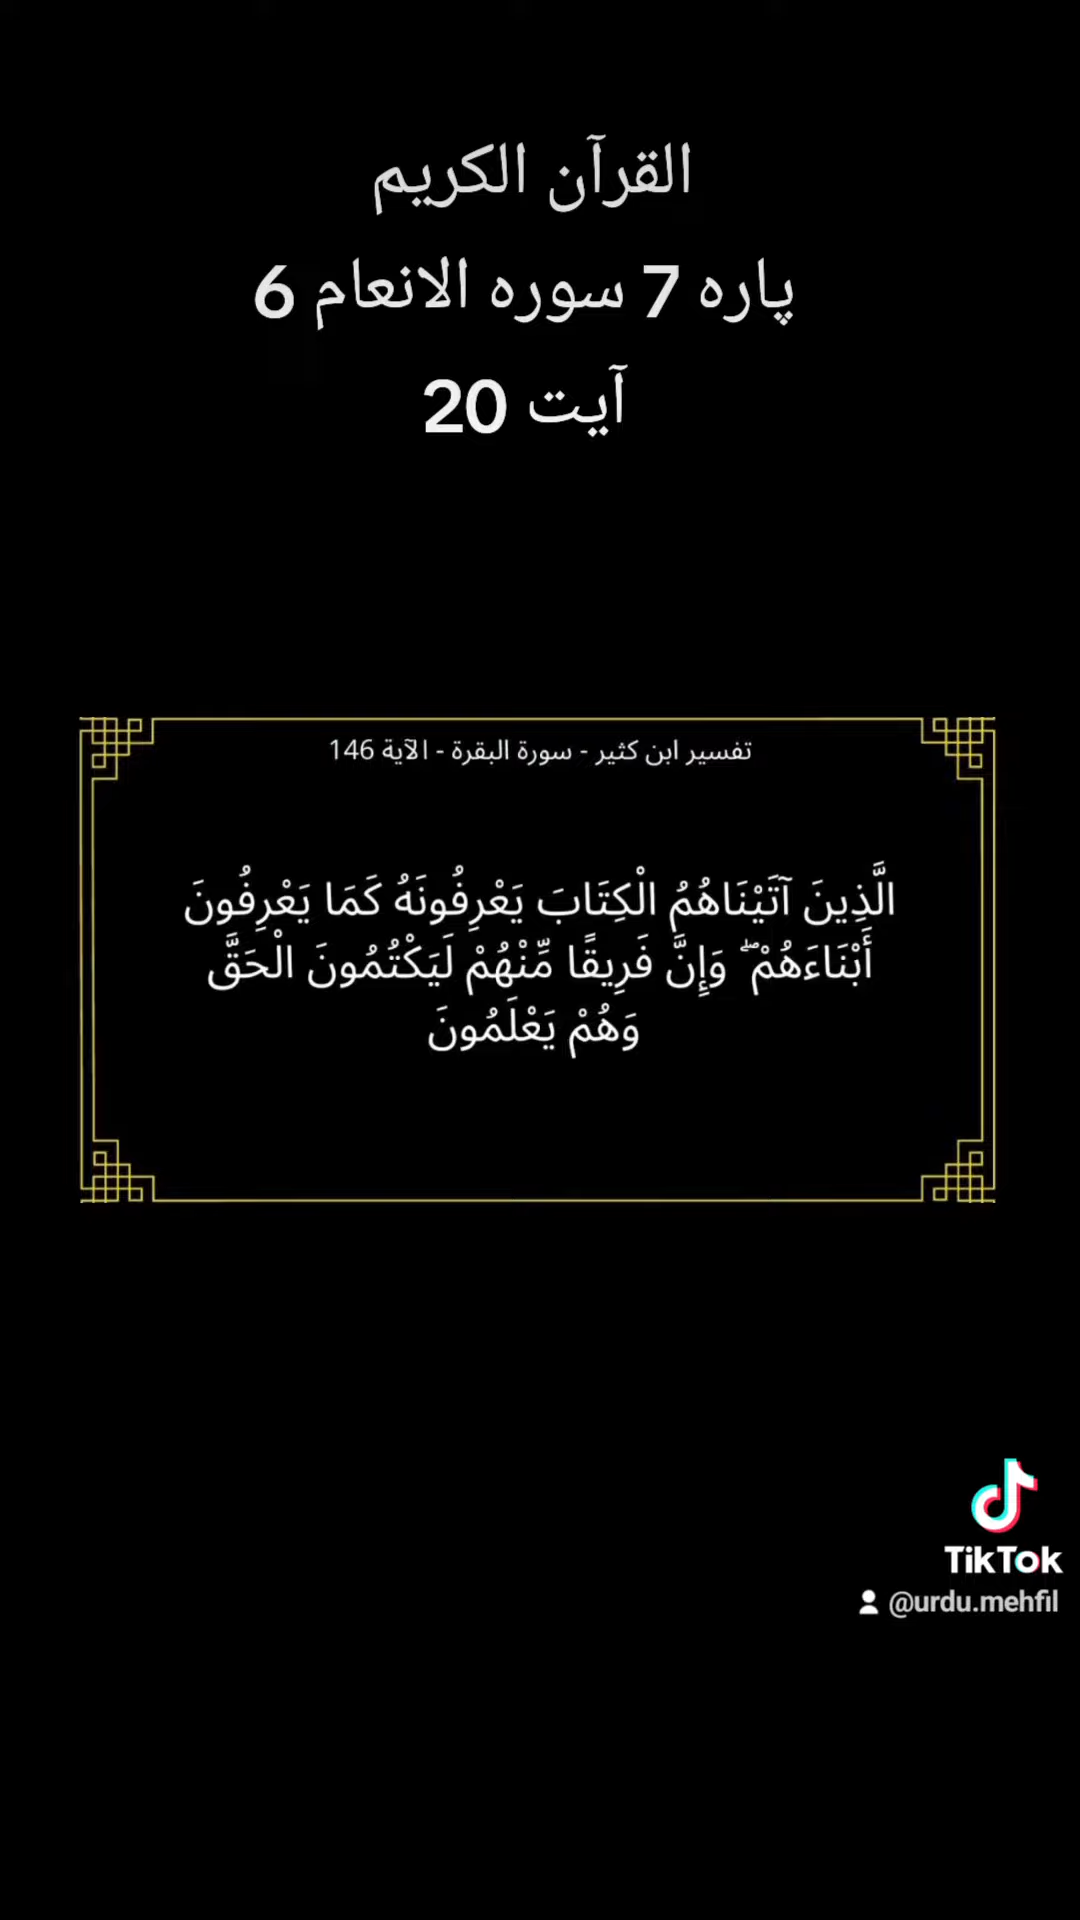 القرآن الكريم
پاره 7 سوره الانعام 6
آیت 20
تفسير ابن كثير - سورة البقرة - الآية 146
الَّذِينَ آتَيْنَاهُمُ الْكِتَابَ يَعْرِفُونَهُ كَمَا يَعْرِفُونَ
أَبْنَاءَهُمْ ۖ وَإِنَّ فَرِيقًا مِّنْهُمْ لَيَكْتُمُونَ الْحَقَّ
وَهُمْ يَعْلَمُونَ
TikTok
@urdu.mehfil